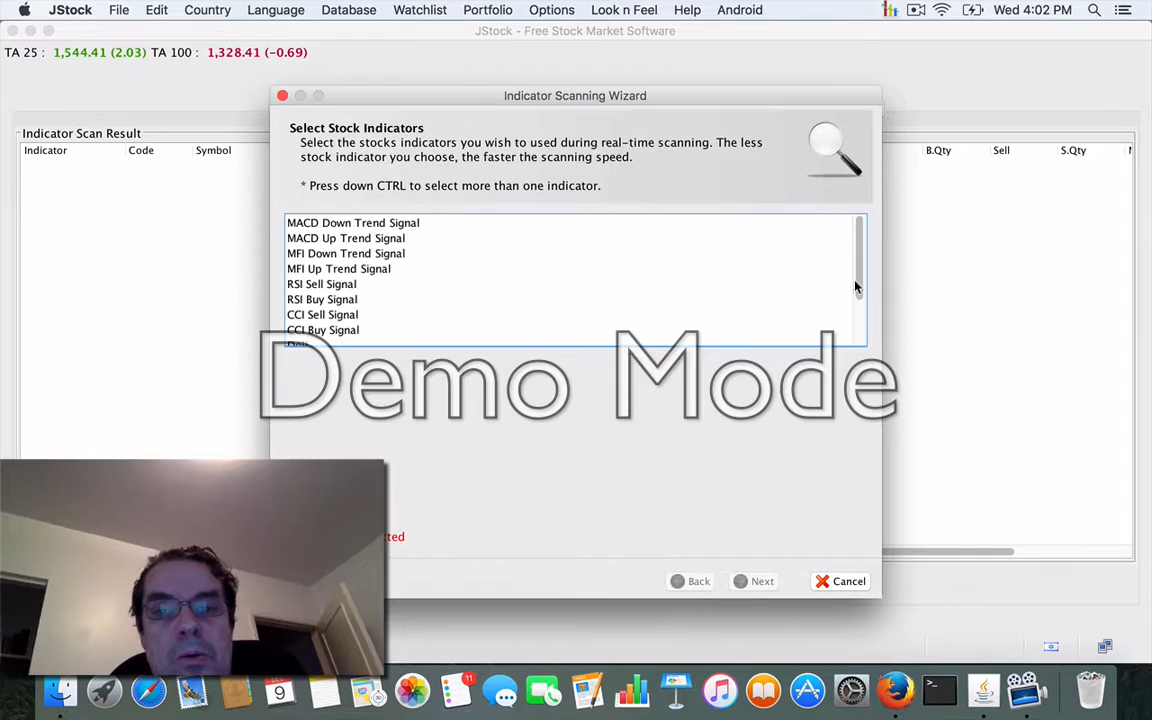 JStock File Edit Country Language Database Watchlist Portfolio Options Look n Feel Help Android Wed 4:02 PM
JStock - Free Stock Market Software
TA 25 : 1,544.41 (2.03) TA 100 : 1,328.41 (-0.69)
Indicator Scanning Wizard
Indicator Scan Result
Indicator Code Symbol B.Qty Sell S.Qty
Select Stock Indicators
Select the stocks indicators you wish to used during real-time scanning. The less
stock indicator you choose, the faster the scanning speed.
* Press down CTRL to select more than one indicator.
MACD Down Trend Signal
MACD Up Trend Signal
MFI Down Trend Signal
MFI Up Trend Signal
RSI Sell Signal
RSI Buy Signal
CCI Sell Signal
CCI Buy Signal
Demo Mode
Back Next Cancel
11
DEC
9